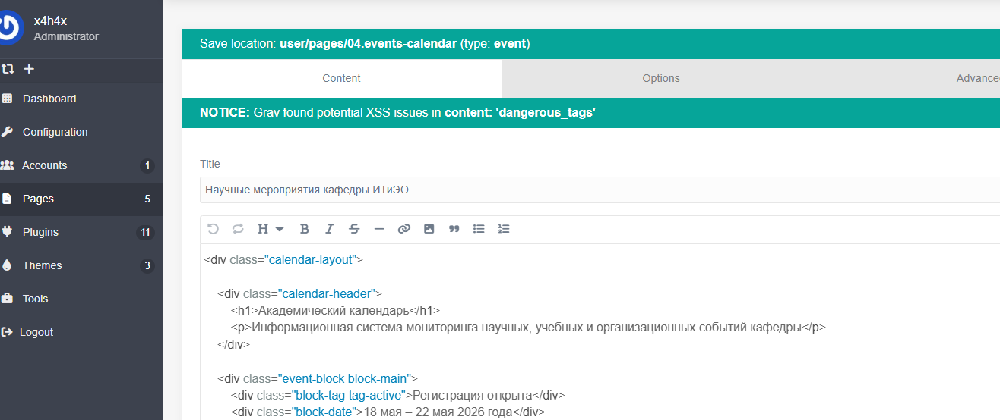 x4h4x
Administrator
Dashboard
Configuration
Accounts 1
Pages 5
Plugins 11
Themes 3
Tools
Logout
Save location: user/pages/04.events-calendar (type: event)
Content Options Advance
NOTICE: Grav found potential XSS issues in content: 'dangerous_tags'
Title
Научные мероприятия кафедры ИТиЭО
H B I S
<div class="calendar-layout">
<div class="calendar-header">
<h1>Академический календарь</h1>
<p>Информационная система мониторинга научных, учебных и организационных событий кафедры</p>
</div>
<div class="event-block block-main">
<div class="block-tag tag-active">Регистрация открыта</div>
<div class="block-date">18 мая – 22 мая 2026 года</div>